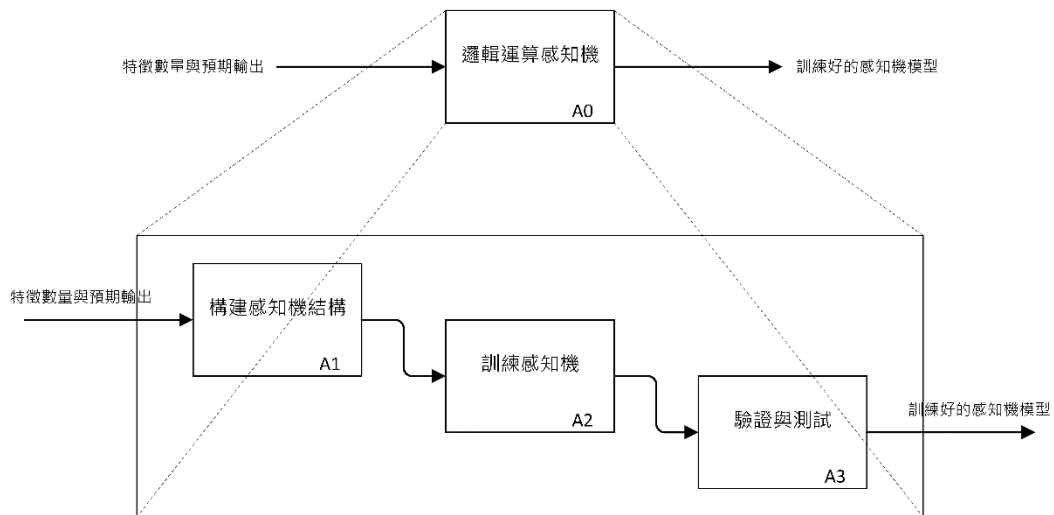 邏輯運算感知機
特徵數量與預期輸出
訓練好的感知機模型
A0
特徵數量與預期輸出
構建感知機結構
A1
訓練感知機
A2
驗證與測試
A3
訓練好的感知機模型